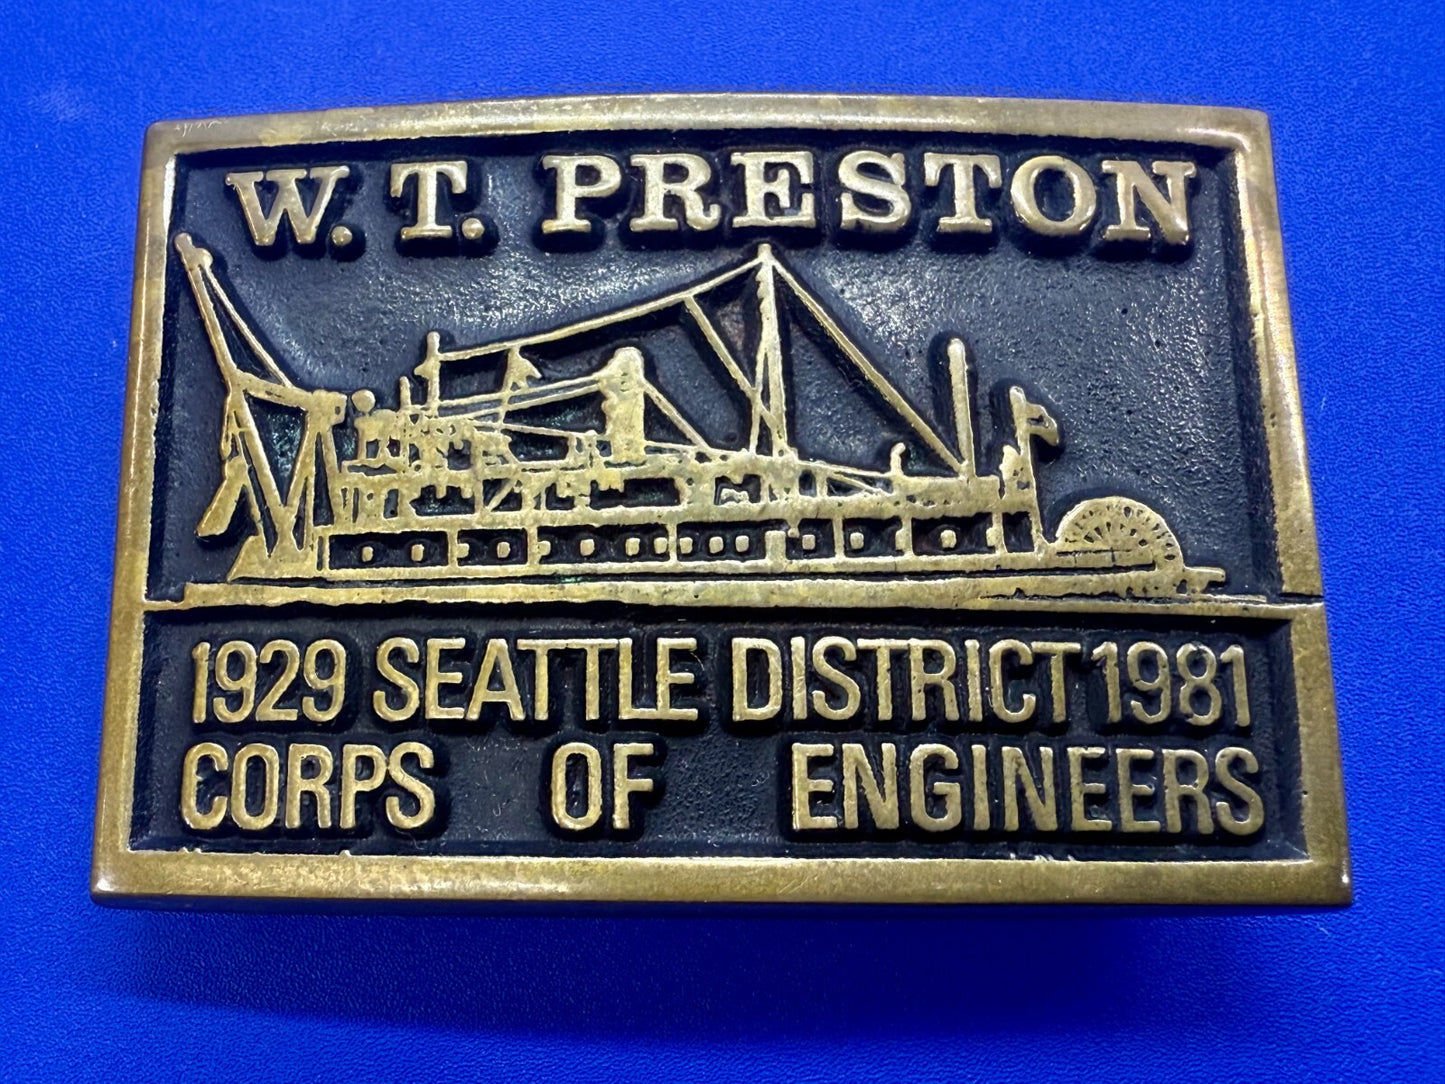 W. T. PRESTON
1929 SEATTLE DISTRICT 1981
CORPS OF ENGINEERS